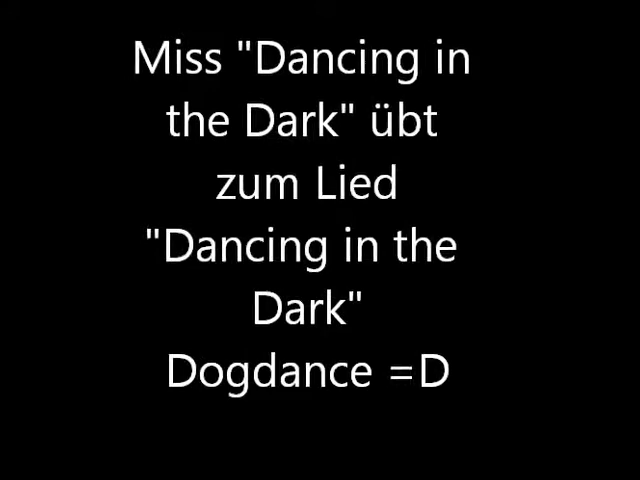 Miss "Dancing in
the Dark" übt
zum Lied
"Dancing in the
Dark"
Dogdance =D